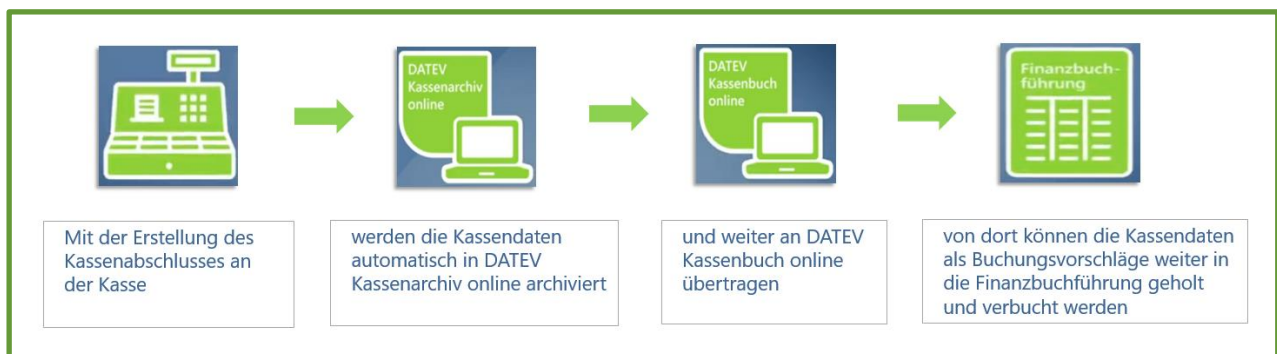 DATEV
Kassenarchiv
online
DATEV
Kassenbuch
online
Finanzbuch-
führung
Mit der Erstellung des
Kassenabschlusses an
der Kasse
werden die Kassendaten
automatisch in DATEV
Kassenarchiv online archiviert
und weiter an DATEV
Kassenbuch online
übertragen
von dort können die Kassendaten
als Buchungsvorschläge weiter in
die Finanzbuchführung geholt
und verbucht werden